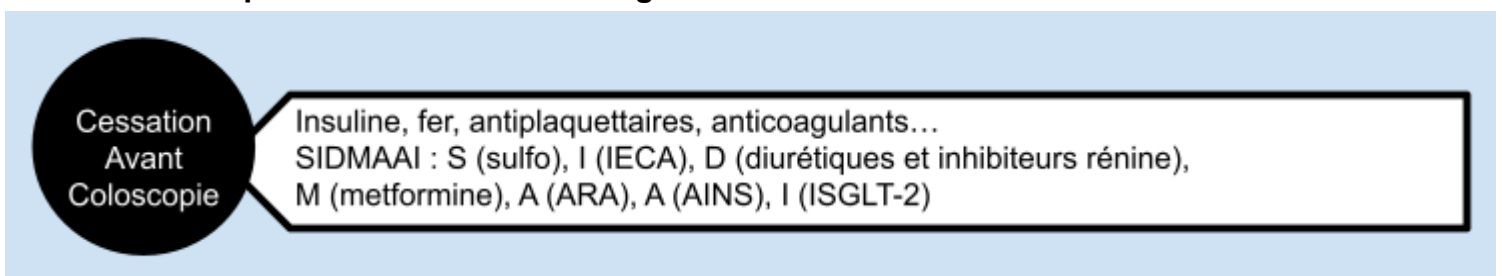 Cessation
Avant
Coloscopie
Insuline, fer, antiplaquettaires, anticoagulants…
SIDMAAI : S (sulfo), I (IECA), D (diurétiques et inhibiteurs rénine),
M (metformine), A (ARA), A (AINS), I (ISGLT-2)